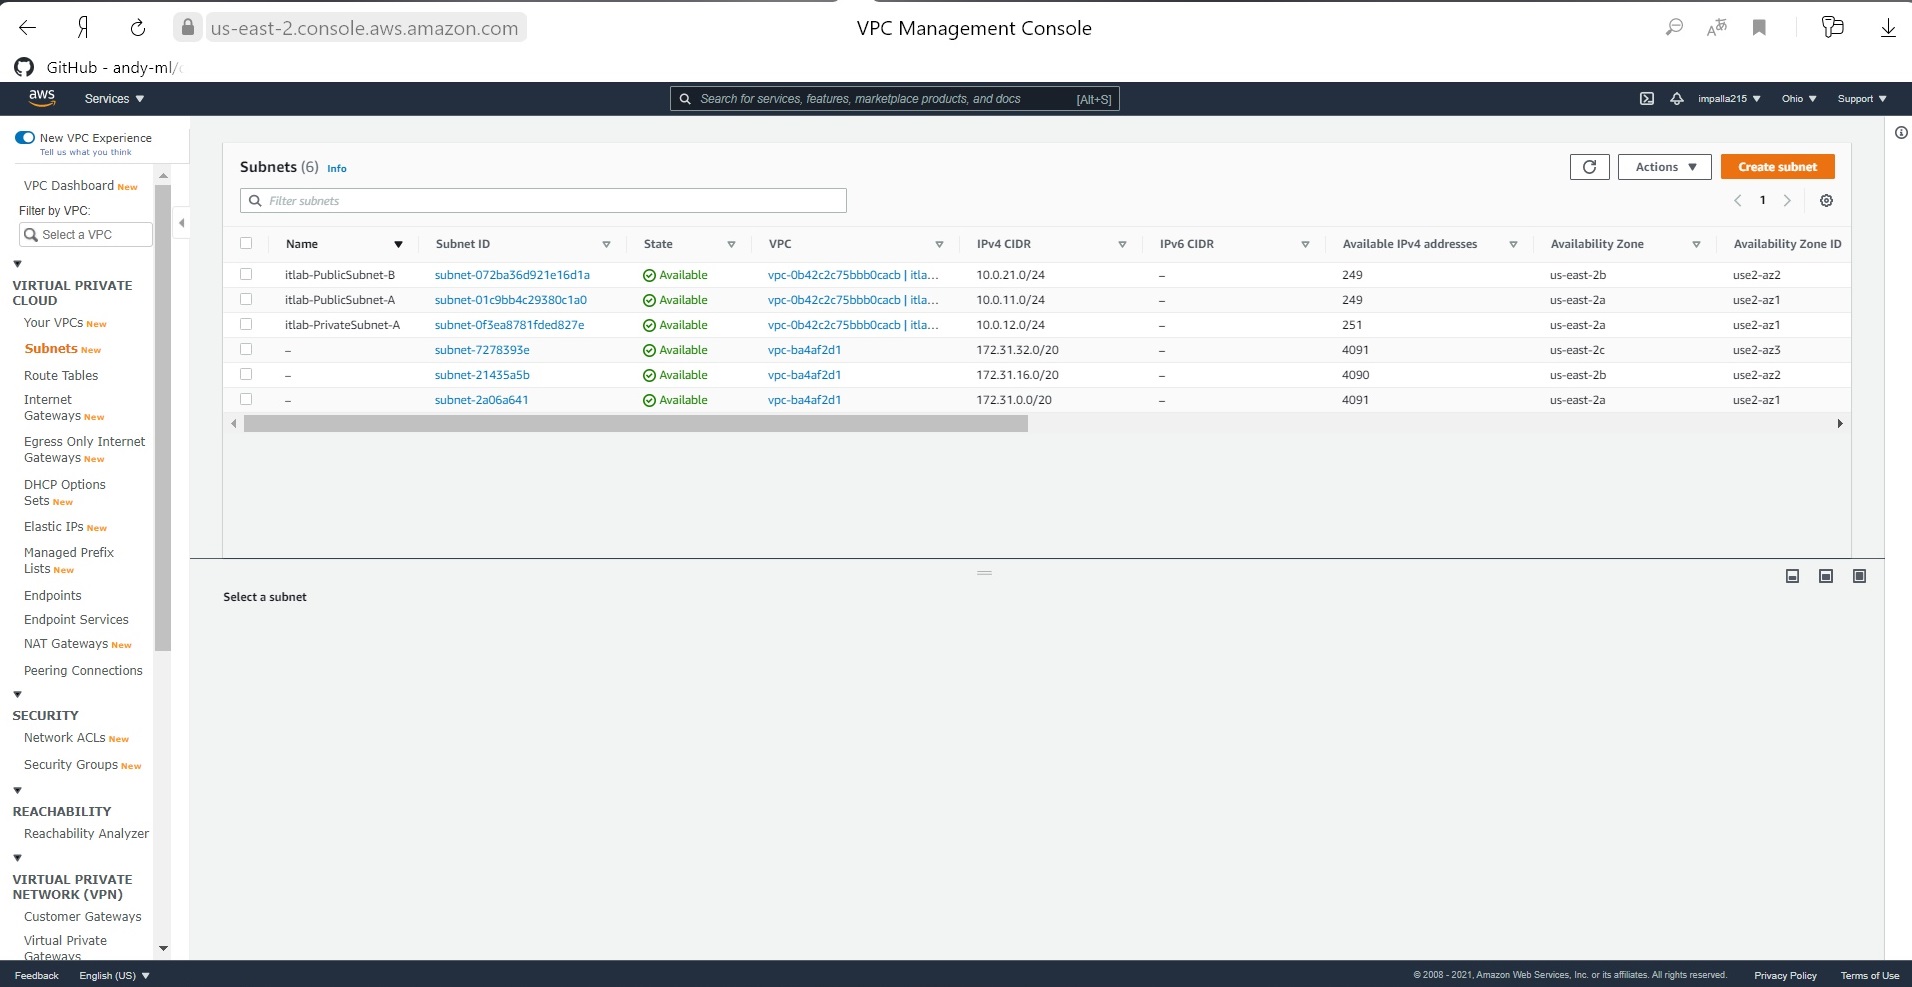 us-east-2.console.aws.amazon.com
VPC Management Console
GitHub - andy-ml/
aws
Services
Search for services, features, marketplace products, and docs [Alt+S]
impalla215
Ohio
Support
New VPC Experience
Tell us what you think
VPC Dashboard New
Filter by VPC:
Select a VPC
VIRTUAL PRIVATE
CLOUD
Your VPCs New
Subnets New
Route Tables
Internet
Gateways New
Egress Only Internet
Gateways New
DHCP Options
Sets New
Elastic IPs New
Managed Prefix
Lists New
Endpoints
Endpoint Services
NAT Gateways New
Peering Connections
SECURITY
Network ACLs New
Security Groups New
REACHABILITY
Reachability Analyzer
VIRTUAL PRIVATE
NETWORK (VPN)
Customer Gateways
Virtual Private
Gateways
Subnets (6) Info
Actions
Create subnet
Filter subnets
1
Name Subnet ID State VPC IPv4 CIDR IPv6 CIDR Available IPv4 addresses Availability Zone Availability Zone ID
itlab-PublicSubnet-B subnet-072ba36d921e16d1a Available vpc-0b42c2c75bbb0cacb | itla... 10.0.21.0/24 – 249 us-east-2b use2-az2
itlab-PublicSubnet-A subnet-01c9bb4c29380c1a0 Available vpc-0b42c2c75bbb0cacb | itla... 10.0.11.0/24 – 249 us-east-2a use2-az1
itlab-PrivateSubnet-A subnet-0f3ea8781fded827e Available vpc-0b42c2c75bbb0cacb | itla... 10.0.12.0/24 – 251 us-east-2a use2-az1
– subnet-7278393e Available vpc-ba4af2d1 172.31.32.0/20 – 4091 us-east-2c use2-az3
– subnet-21435a5b Available vpc-ba4af2d1 172.31.16.0/20 – 4090 us-east-2b use2-az2
– subnet-2a06a641 Available vpc-ba4af2d1 172.31.0.0/20 – 4091 us-east-2a use2-az1
Select a subnet
Feedback
English (US)
© 2008 - 2021, Amazon Web Services, Inc. or its affiliates. All rights reserved.
Privacy Policy
Terms of Use